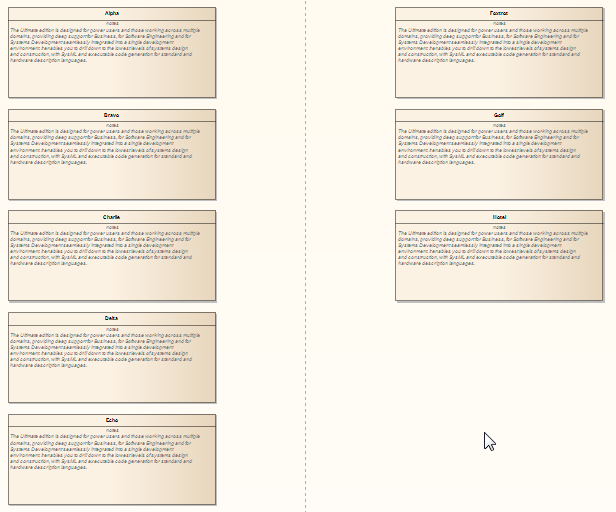 Alpha
notes
The Ultimate edition is designed for power users and those working across multiple
domains, providing deep support for Business, for Software Engineering and for
Systems Development seamlessly integrated into a single development
environment. It enables you to drill down to the lowest levels of systems design
and construction, with SysML and executable code generation for standard and
hardware description languages.
Bravo
notes
The Ultimate edition is designed for power users and those working across multiple
domains, providing deep support for Business, for Software Engineering and for
Systems Development seamlessly integrated into a single development
environment. It enables you to drill down to the lowest levels of systems design
and construction, with SysML and executable code generation for standard and
hardware description languages.
Charlie
notes
The Ultimate edition is designed for power users and those working across multiple
domains, providing deep support for Business, for Software Engineering and for
Systems Development seamlessly integrated into a single development
environment. It enables you to drill down to the lowest levels of systems design
and construction, with SysML and executable code generation for standard and
hardware description languages.
Delta
notes
The Ultimate edition is designed for power users and those working across multiple
domains, providing deep support for Business, for Software Engineering and for
Systems Development seamlessly integrated into a single development
environment. It enables you to drill down to the lowest levels of systems design
and construction, with SysML and executable code generation for standard and
hardware description languages.
Echo
notes
The Ultimate edition is designed for power users and those working across multiple
domains, providing deep support for Business, for Software Engineering and for
Systems Development seamlessly integrated into a single development
environment. It enables you to drill down to the lowest levels of systems design
and construction, with SysML and executable code generation for standard and
hardware description languages.
Foxtrot
notes
The Ultimate edition is designed for power users and those working across multiple
domains, providing deep support for Business, for Software Engineering and for
Systems Development seamlessly integrated into a single development
environment. It enables you to drill down to the lowest levels of systems design
and construction, with SysML and executable code generation for standard and
hardware description languages.
Golf
notes
The Ultimate edition is designed for power users and those working across multiple
domains, providing deep support for Business, for Software Engineering and for
Systems Development seamlessly integrated into a single development
environment. It enables you to drill down to the lowest levels of systems design
and construction, with SysML and executable code generation for standard and
hardware description languages.
Hotel
notes
The Ultimate edition is designed for power users and those working across multiple
domains, providing deep support for Business, for Software Engineering and for
Systems Development seamlessly integrated into a single development
environment. It enables you to drill down to the lowest levels of systems design
and construction, with SysML and executable code generation for standard and
hardware description languages.